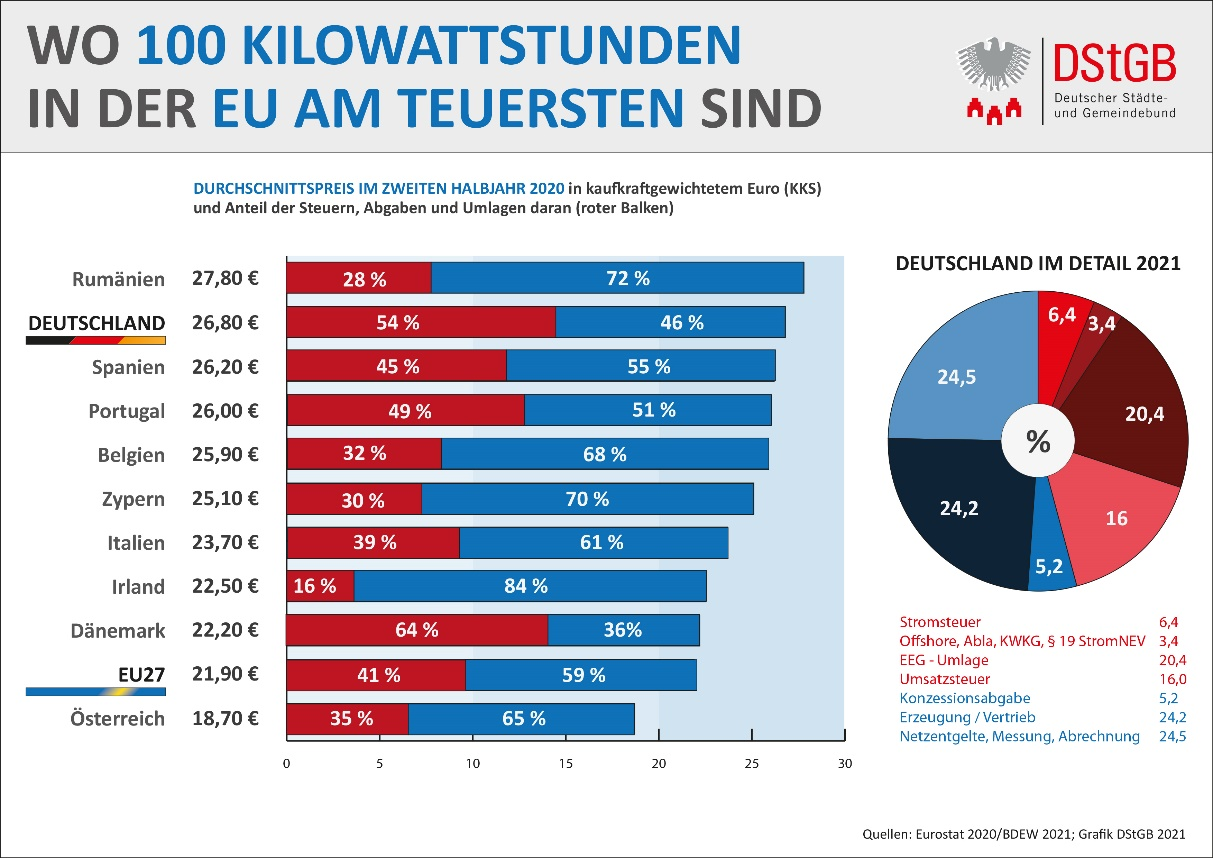 WO 100 KILOWATTSTUNDEN
IN DER EU AM TEUERSTEN SIND
DStGB
Deutscher Städte-
und Gemeindebund
DURCHSCHNITTSPREIS IM ZWEITEN HALBJAHR 2020 in kaufkraftgewichtetem Euro (KKS)
und Anteil der Steuern, Abgaben und Umlagen daran (roter Balken)
Rumänien 27,80 € 28 % 72 %
DEUTSCHLAND 26,80 € 54 % 46 %
Spanien 26,20 € 45 % 55 %
Portugal 26,00 € 49 % 51 %
Belgien 25,90 € 32 % 68 %
Zypern 25,10 € 30 % 70 %
Italien 23,70 € 39 % 61 %
Irland 22,50 € 16 % 84 %
Dänemark 22,20 € 64 % 36%
EU27 21,90 € 41 % 59 %
Österreich 18,70 € 35 % 65 %
0 5 10 15 20 25 30
DEUTSCHLAND IM DETAIL 2021
6,4
3,4
20,4
16
5,2
24,2
24,5
%
Stromsteuer 6,4
Offshore, Abla, KWKG, § 19 StromNEV 3,4
EEG - Umlage 20,4
Umsatzsteuer 16,0
Konzessionsabgabe 5,2
Erzeugung / Vertrieb 24,2
Netzentgelte, Messung, Abrechnung 24,5
Quellen: Eurostat 2020/BDEW 2021; Grafik DStGB 2021